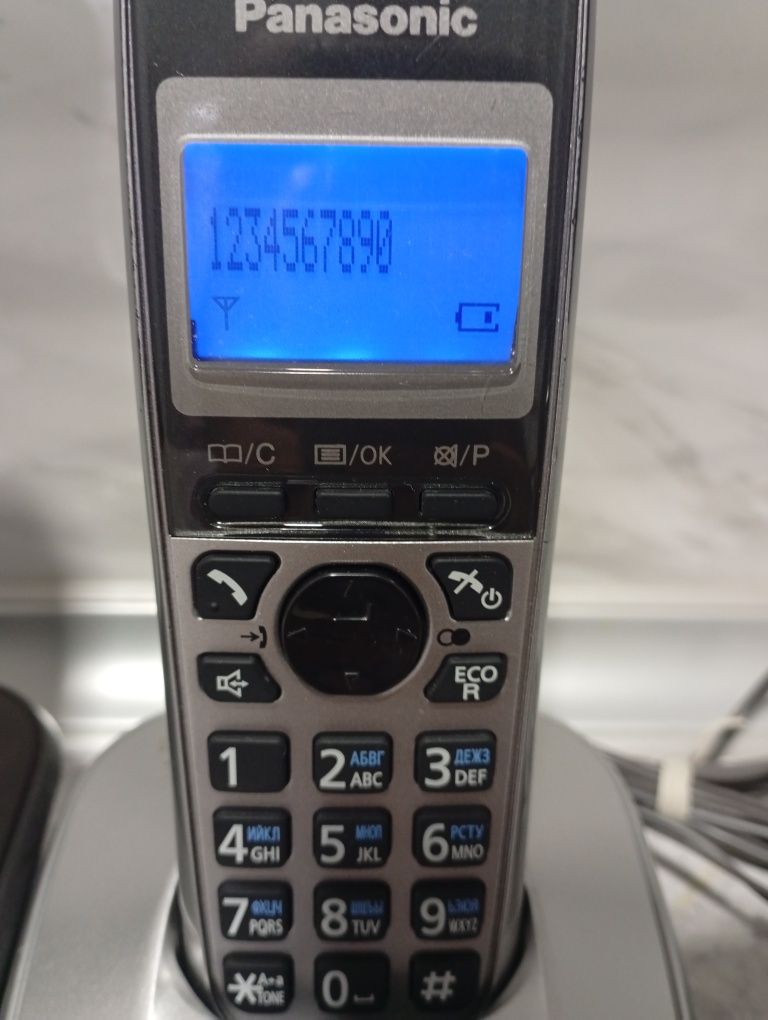 Panasonic
1234567890
/C /OK /P
ECO
R
1 2 АБВГ ABC 3 ДЕЖЗ DEF
4 ИЙКЛ GHI 5 МНОП JKL 6 РСТУ MNO
7 ФХЦЧ PQRS 8 ШЩЪЫ TUV 9 ЬЭЮЯ WXYZ
* A→a TONE 0 #